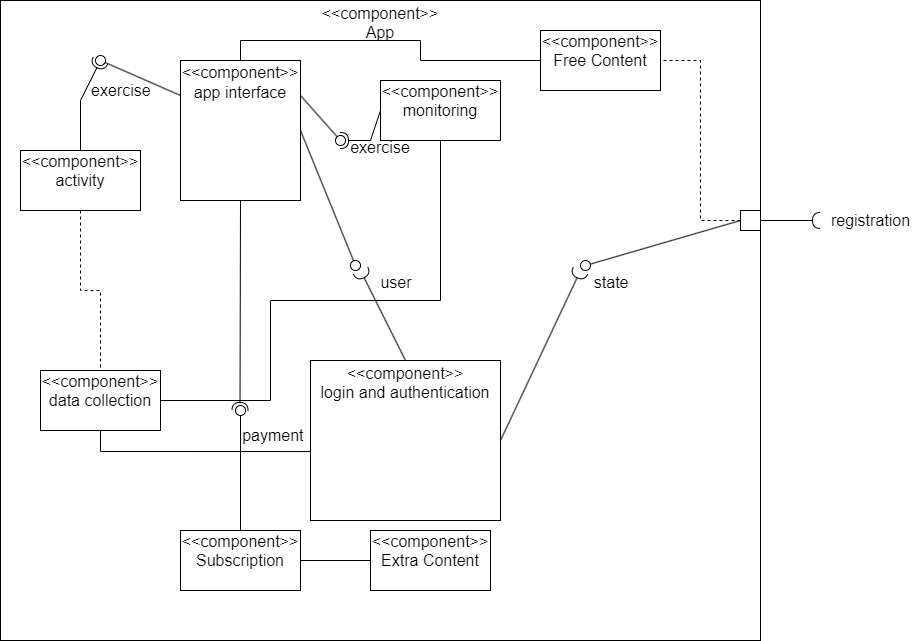 <<component>>
App
<<component>>
Free Content
<<component>>
app interface
exercise
<<component>>
monitoring
exercise
<<component>>
activity
registration
user
state
<<component>>
login and authentication
<<component>>
data collection
payment
<<component>>
Subscription
<<component>>
Extra Content